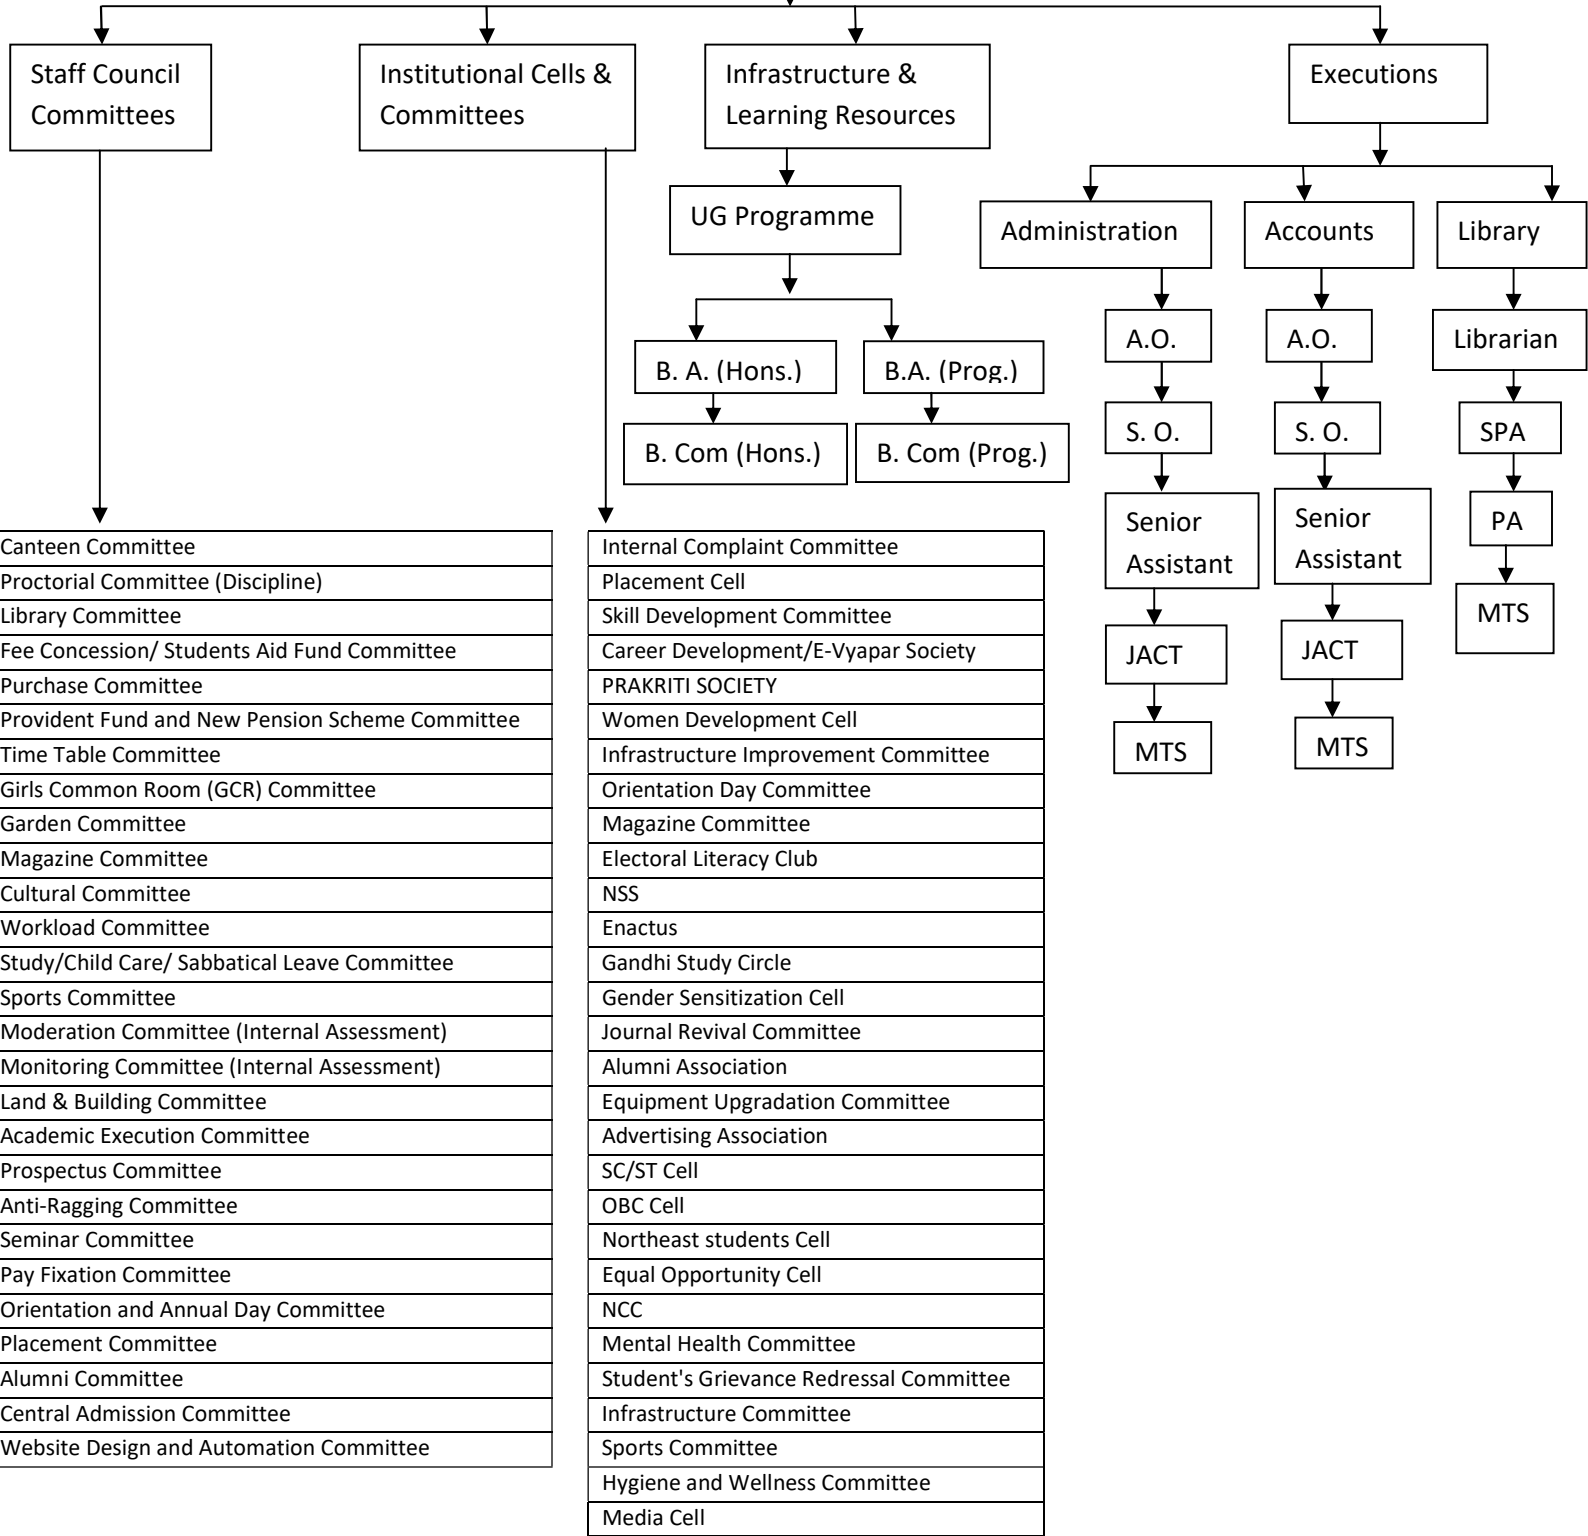 Staff Council
Committees
Institutional Cells &
Committees
Infrastructure &
Learning Resources
Executions
UG Programme
Administration
Accounts
Library
B. A. (Hons.)
B.A. (Prog.)
B. Com (Hons.)
B. Com (Prog.)
A.O.
S. O.
Senior
Assistant
JACT
MTS
A.O.
S. O.
Senior
Assistant
JACT
MTS
Librarian
SPA
PA
MTS
Canteen Committee
Proctorial Committee (Discipline)
Library Committee
Fee Concession/ Students Aid Fund Committee
Purchase Committee
Provident Fund and New Pension Scheme Committee
Time Table Committee
Girls Common Room (GCR) Committee
Garden Committee
Magazine Committee
Cultural Committee
Workload Committee
Study/Child Care/ Sabbatical Leave Committee
Sports Committee
Moderation Committee (Internal Assessment)
Monitoring Committee (Internal Assessment)
Land & Building Committee
Academic Execution Committee
Prospectus Committee
Anti-Ragging Committee
Seminar Committee
Pay Fixation Committee
Orientation and Annual Day Committee
Placement Committee
Alumni Committee
Central Admission Committee
Website Design and Automation Committee
Internal Complaint Committee
Placement Cell
Skill Development Committee
Career Development/E-Vyapar Society
PRAKRITI SOCIETY
Women Development Cell
Infrastructure Improvement Committee
Orientation Day Committee
Magazine Committee
Electoral Literacy Club
NSS
Enactus
Gandhi Study Circle
Gender Sensitization Cell
Journal Revival Committee
Alumni Association
Equipment Upgradation Committee
Advertising Association
SC/ST Cell
OBC Cell
Northeast students Cell
Equal Opportunity Cell
NCC
Mental Health Committee
Student's Grievance Redressal Committee
Infrastructure Committee
Sports Committee
Hygiene and Wellness Committee
Media Cell